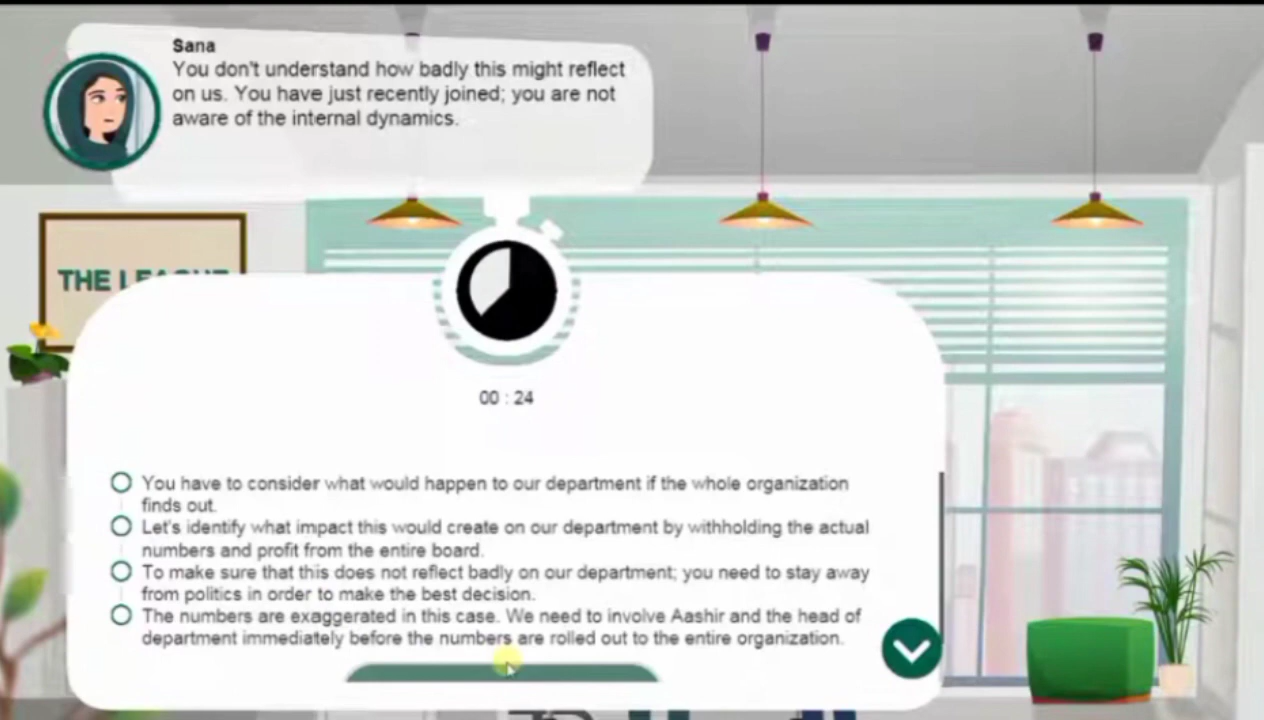 Sana
You don't understand how badly this might reflect
on us. You have just recently joined; you are not
aware of the internal dynamics.
THE
00 : 24
You have to consider what would happen to our department if the whole organization
finds out.
Let's identify what impact this would create on our department by withholding the actual
numbers and profit from the entire board.
To make sure that this does not reflect badly on our department; you need to stay away
from politics in order to make the best decision.
The numbers are exaggerated in this case. We need to involve Aashir and the head of
department immediately before the numbers are rolled out to the entire organization.